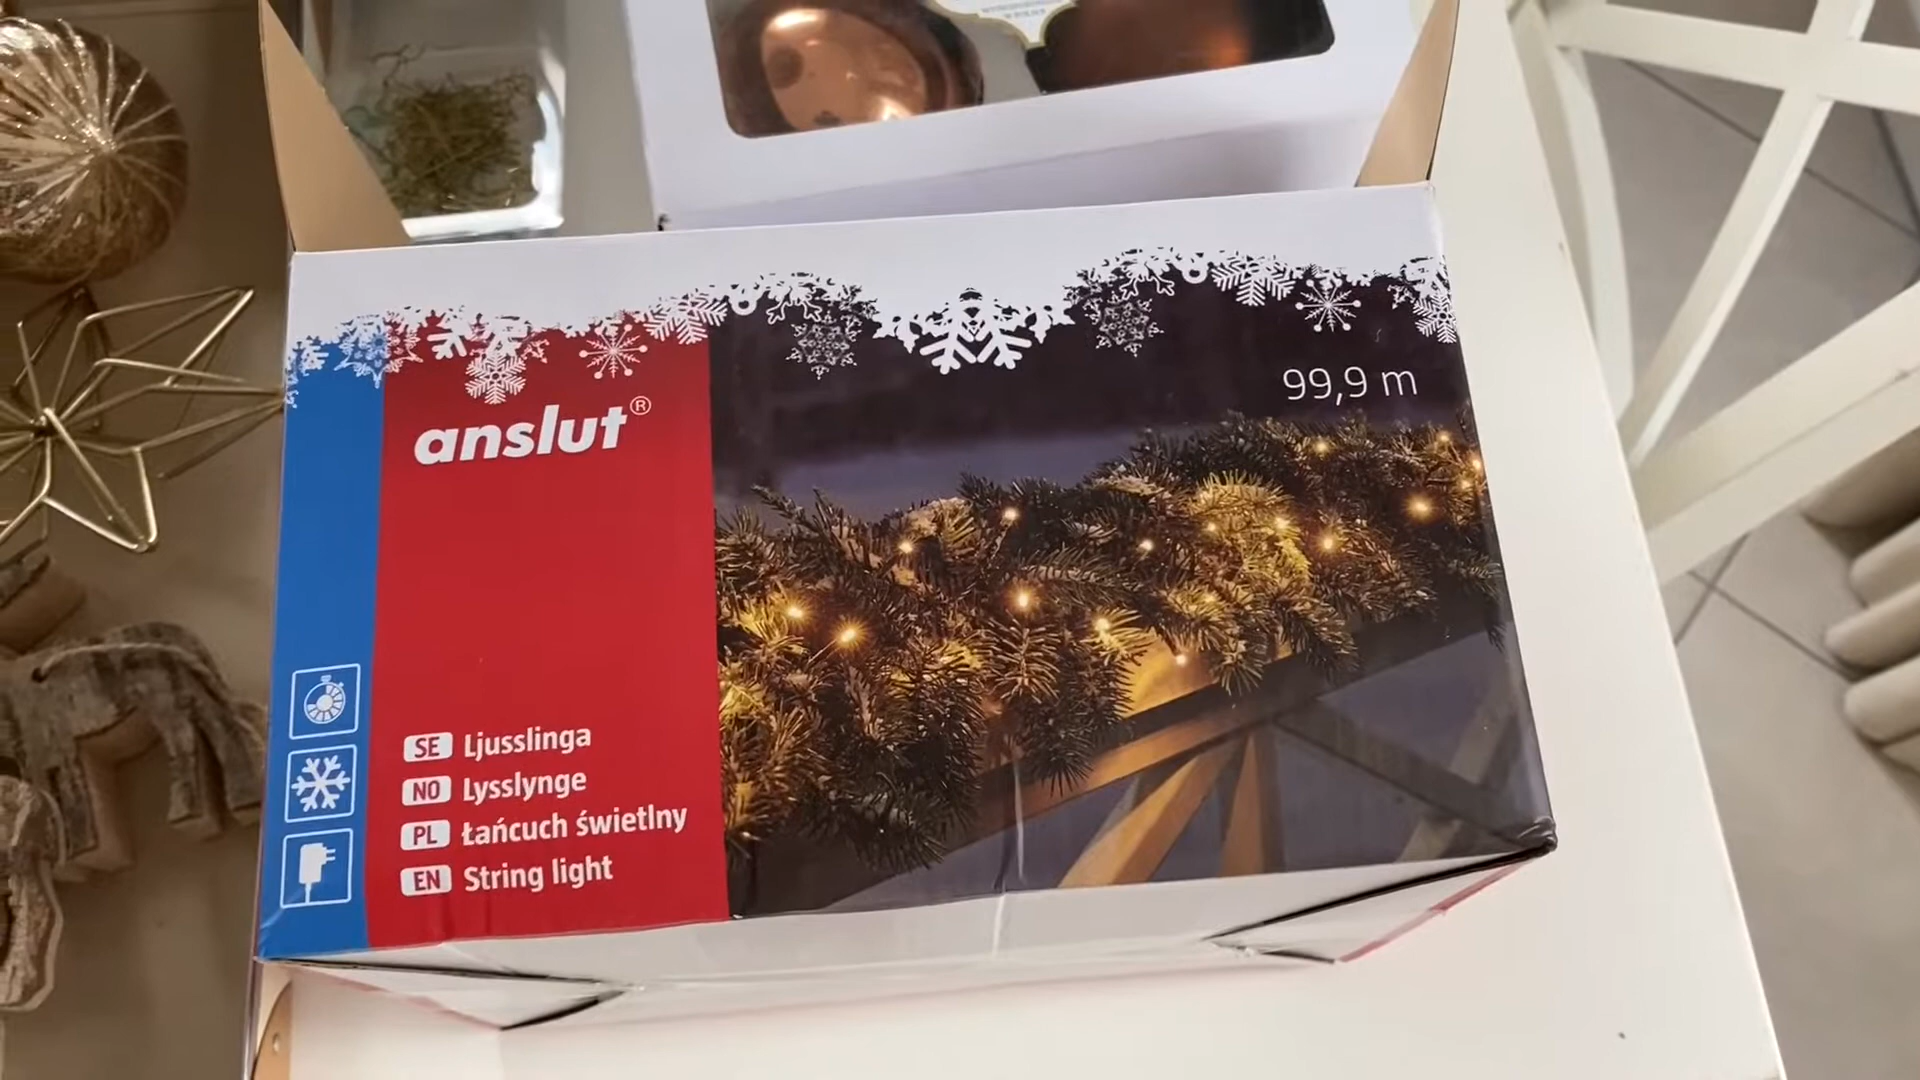 anslut®
99,9 m
SE Ljusslinga
NO Lysslynge
PL Łańcuch świetlny
EN String light